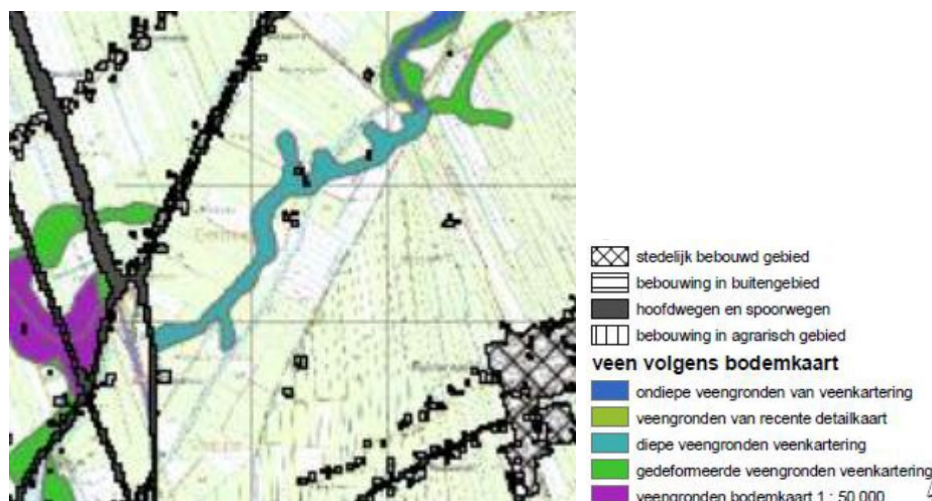 stedelijk bebouwd gebied
bebouwing in buitengebied
hoofdwegen en spoorwegen
bebouwing in agrarisch gebied
veen volgens bodemkaart
ondiepe veengronden van veenkartering
veengronden van recente detailkaart
diepe veengronden veenkartering
gedeformeerde veengronden veenkartering
veengronden bodemkaart 1 : 50.000